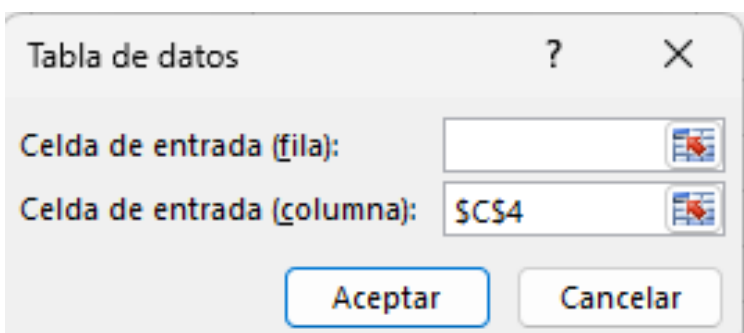 Tabla de datos ? ×
Celda de entrada (fila):
Celda de entrada (columna): $C$4
Aceptar Cancelar